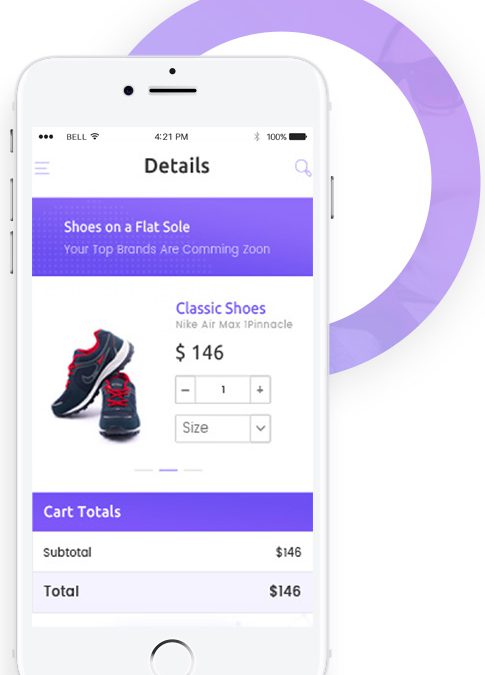 BELL 4:21 PM 100%
Details
Shoes on a Flat Sole
Your Top Brands Are Comming Zoon
Classic Shoes
Nike Air Max 1Pinnacle
$ 146
− 1 +
Size
Cart Totals
Subtotal $146
Total $146